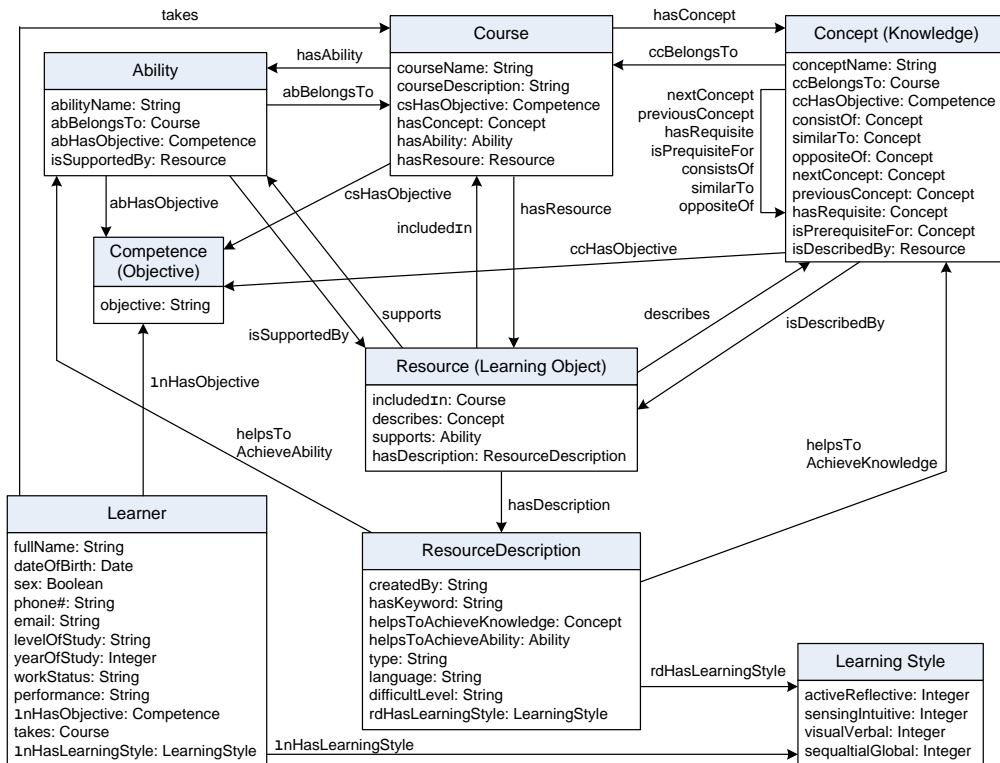 takes
Course
courseName: String
courseDescription: String
csHasObjective: Competence
hasConcept: Concept
hasAbility: Ability
hasResoure: Resource
hasConcept
ccBelongsTo
Concept (Knowledge)
conceptName: String
ccBelongsTo: Course
ccHasObjective: Competence
consistOf: Concept
similarTo: Concept
oppositeOf: Concept
nextConcept: Concept
previousConcept: Concept
hasRequisite: Concept
isPrerequisiteFor: Concept
isDescribedBy: Resource
nextConcept
previousConcept
hasRequisite
isPrequisiteFor
consistsOf
similarTo
oppositeOf
hasAbility
abBelongsTo
Ability
abilityName: String
abBelongsTo: Course
abHasObjective: Competence
isSupportedBy: Resource
abHasObjective
csHasObjective
includedIn
hasResource
ccHasObjective
Competence
(Objective)
objective: String
isSupportedBy
supports
describes
isDescribedBy
Resource (Learning Object)
includedIn: Course
describes: Concept
supports: Ability
hasDescription: ResourceDescription
lnHasObjective
helpsTo
AchieveAbility
helpsTo
AchieveKnowledge
hasDescription
Learner
fullName: String
dateOfBirth: Date
sex: Boolean
phone#: String
email: String
levelOfStudy: String
yearOfStudy: Integer
workStatus: String
performance: String
lnHasObjective: Competence
takes: Course
lnHasLearningStyle: LearningStyle
ResourceDescription
createdBy: String
hasKeyword: String
helpsToAchieveKnowledge: Concept
helpsToAchieveAbility: Ability
type: String
language: String
difficultLevel: String
rdHasLearningStyle: LearningStyle
rdHasLearningStyle
lnHasLearningStyle
Learning Style
activeReflective: Integer
sensingIntuitive: Integer
visualVerbal: Integer
sequaltialGlobal: Integer